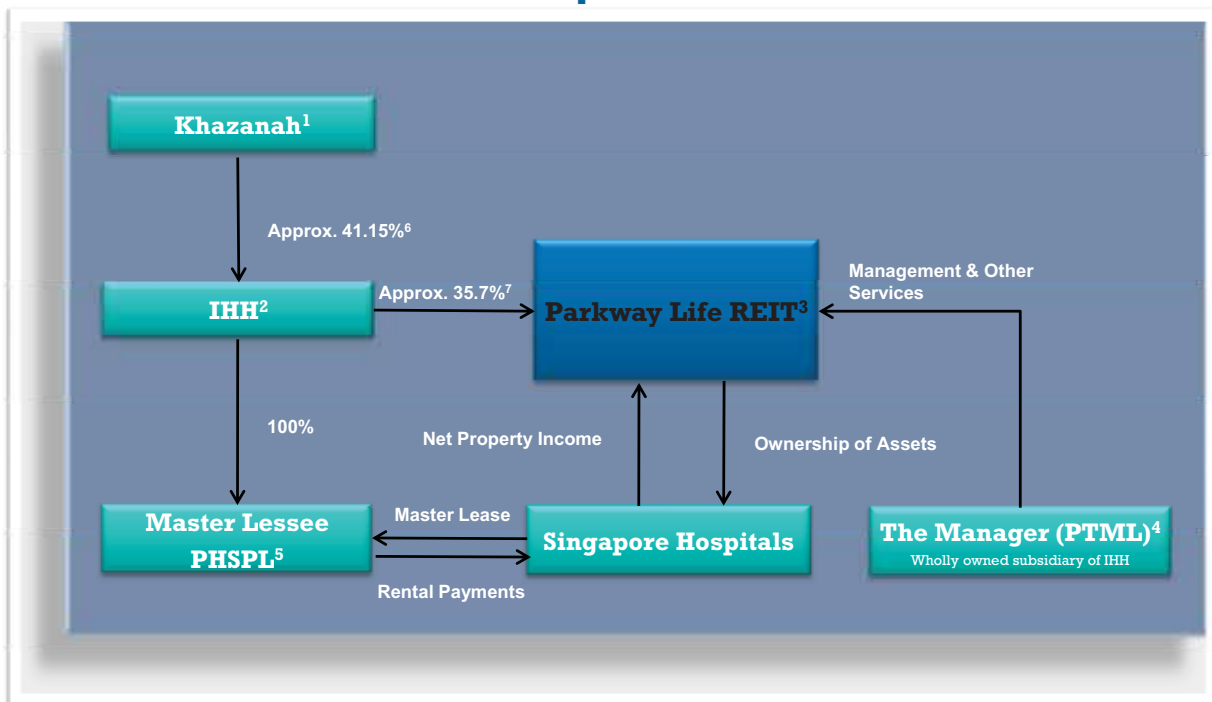 Khazanah¹
Approx. 41.15%⁶
IHH²
Approx. 35.7%⁷
Parkway Life REIT³
Management & Other
Services
100%
Net Property Income
Ownership of Assets
Master Lessee
PHSPL⁵
Master Lease
Rental Payments
Singapore Hospitals
The Manager (PTML)⁴
Wholly owned subsidiary of IHH